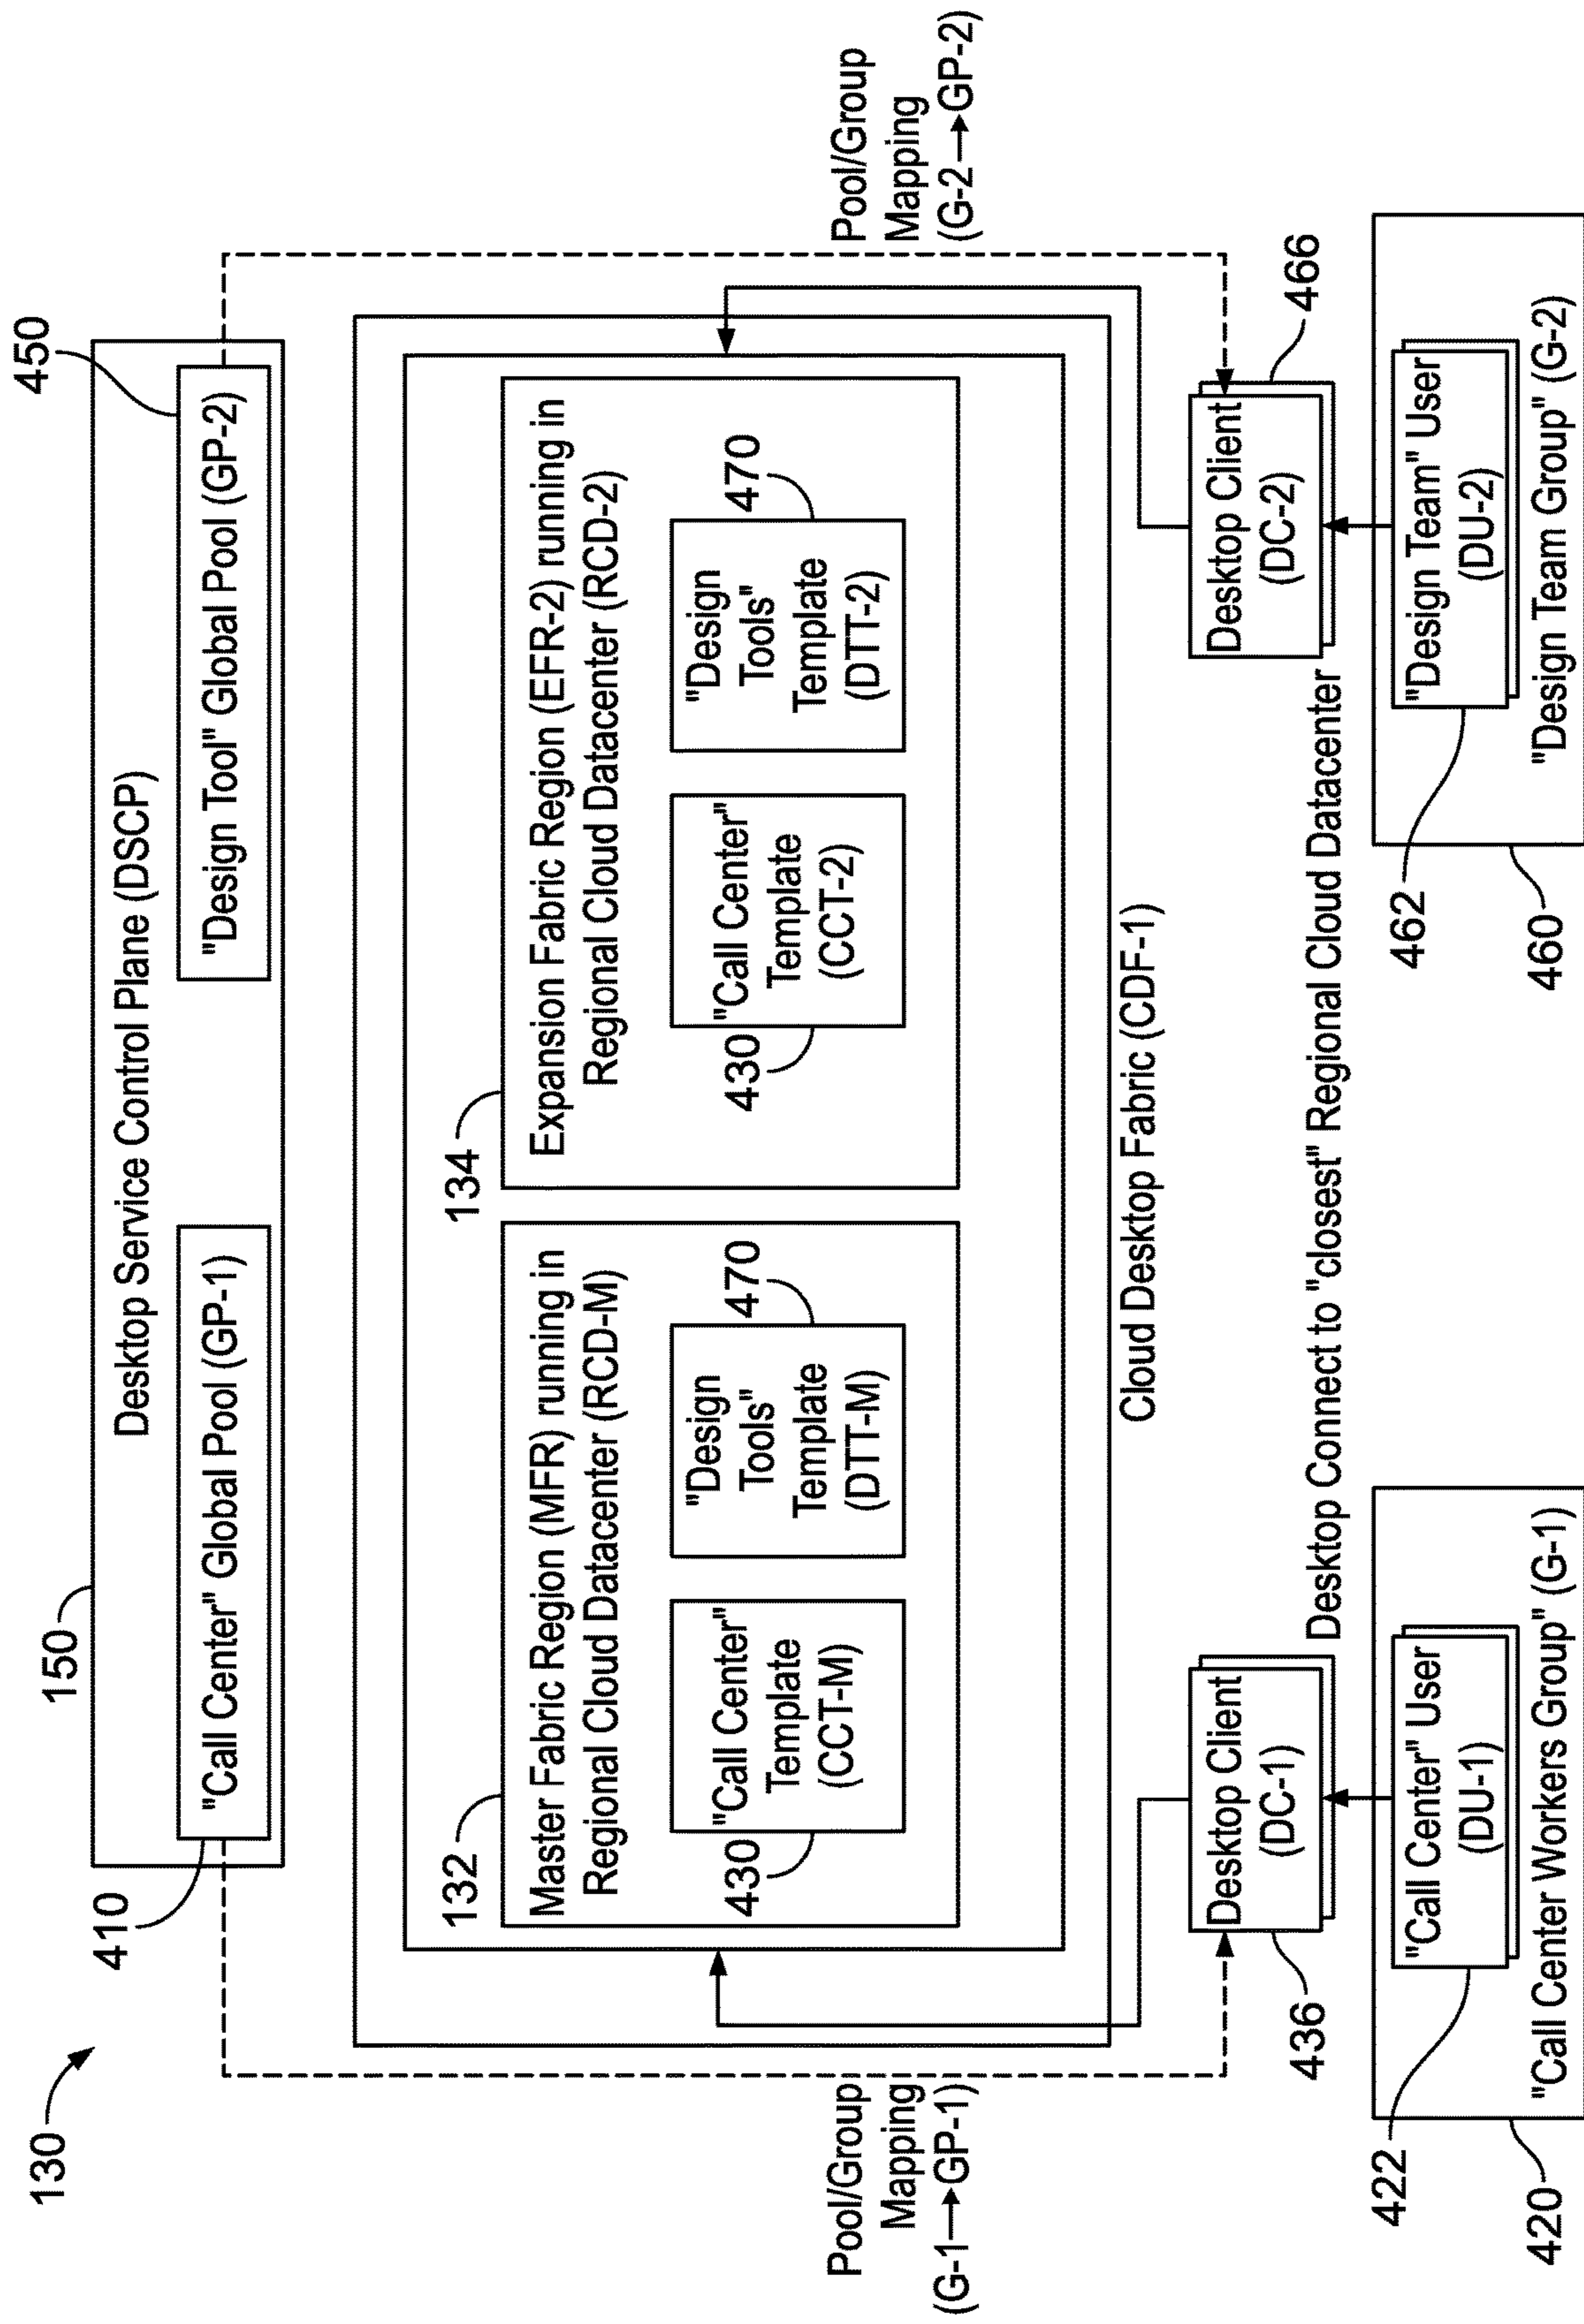 130
150
Desktop Service Control Plane (DSCP)
410
"Call Center" Global Pool (GP-1)
"Design Tool" Global Pool (GP-2)
450
132
Master Fabric Region (MFR) running in
Regional Cloud Datacenter (RCD-M)
430
"Call Center"
Template
(CCT-M)
470
"Design
Tools"
Template
(DTT-M)
134
Expansion Fabric Region (EFR-2) running in
Regional Cloud Datacenter (RCD-2)
430
"Call Center"
Template
(CCT-2)
470
"Design
Tools"
Template
(DTT-2)
Cloud Desktop Fabric (CDF-1)
Pool/Group
Mapping
(G-1→GP-1)
Pool/Group
Mapping
(G-2→GP-2)
436
Desktop Client
(DC-1)
Desktop Connect to "closest" Regional Cloud Datacenter
Desktop Client
(DC-2)
466
422
"Call Center" User
(DU-1)
420
"Call Center Workers Group" (G-1)
462
"Design Team" User
(DU-2)
460
"Design Team Group" (G-2)